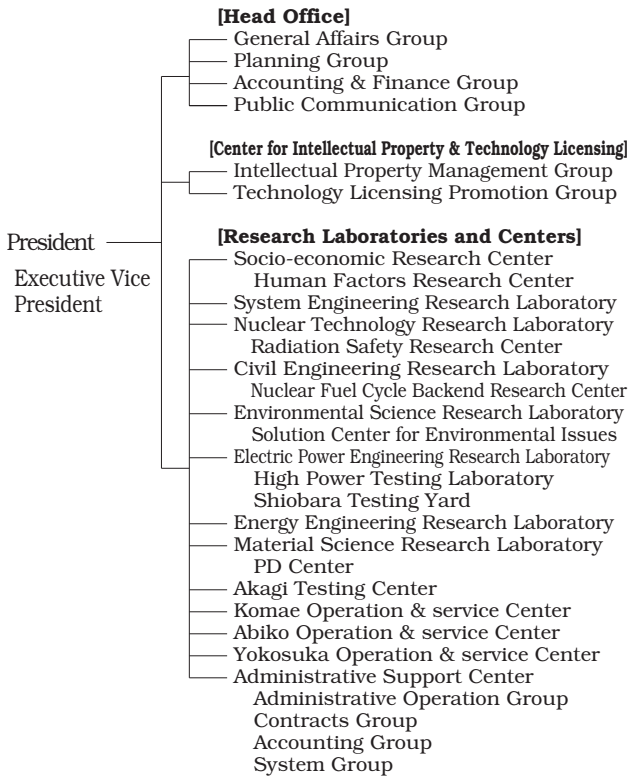 [Head Office]
General Affairs Group
Planning Group
Accounting & Finance Group
Public Communication Group
[Center for Intellectual Property & Technology Licensing]
Intellectual Property Management Group
Technology Licensing Promotion Group
President
Executive Vice
President
[Research Laboratories and Centers]
Socio-economic Research Center
Human Factors Research Center
System Engineering Research Laboratory
Nuclear Technology Research Laboratory
Radiation Safety Research Center
Civil Engineering Research Laboratory
Nuclear Fuel Cycle Backend Research Center
Environmental Science Research Laboratory
Solution Center for Environmental Issues
Electric Power Engineering Research Laboratory
High Power Testing Laboratory
Shiobara Testing Yard
Energy Engineering Research Laboratory
Material Science Research Laboratory
PD Center
Akagi Testing Center
Komae Operation & service Center
Abiko Operation & service Center
Yokosuka Operation & service Center
Administrative Support Center
Administrative Operation Group
Contracts Group
Accounting Group
System Group